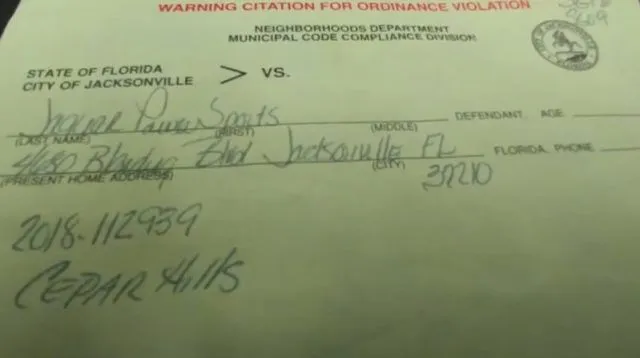 WARNING CITATION FOR ORDINANCE VIOLATION
NEIGHBORHOODS DEPARTMENT
MUNICIPAL CODE COMPLIANCE DIVISION
STATE OF FLORIDA
CITY OF JACKSONVILLE > VS.
Jaguar Power Sports DEFENDANT. AGE
(LAST NAME) (FIRST) (MIDDLE)
Blanding Blvd Jacksonville FL FLORIDA. PHONE
(PRESENT HOME ADDRESS) (CITY)
32210
2018-112939
CEDAR Hills